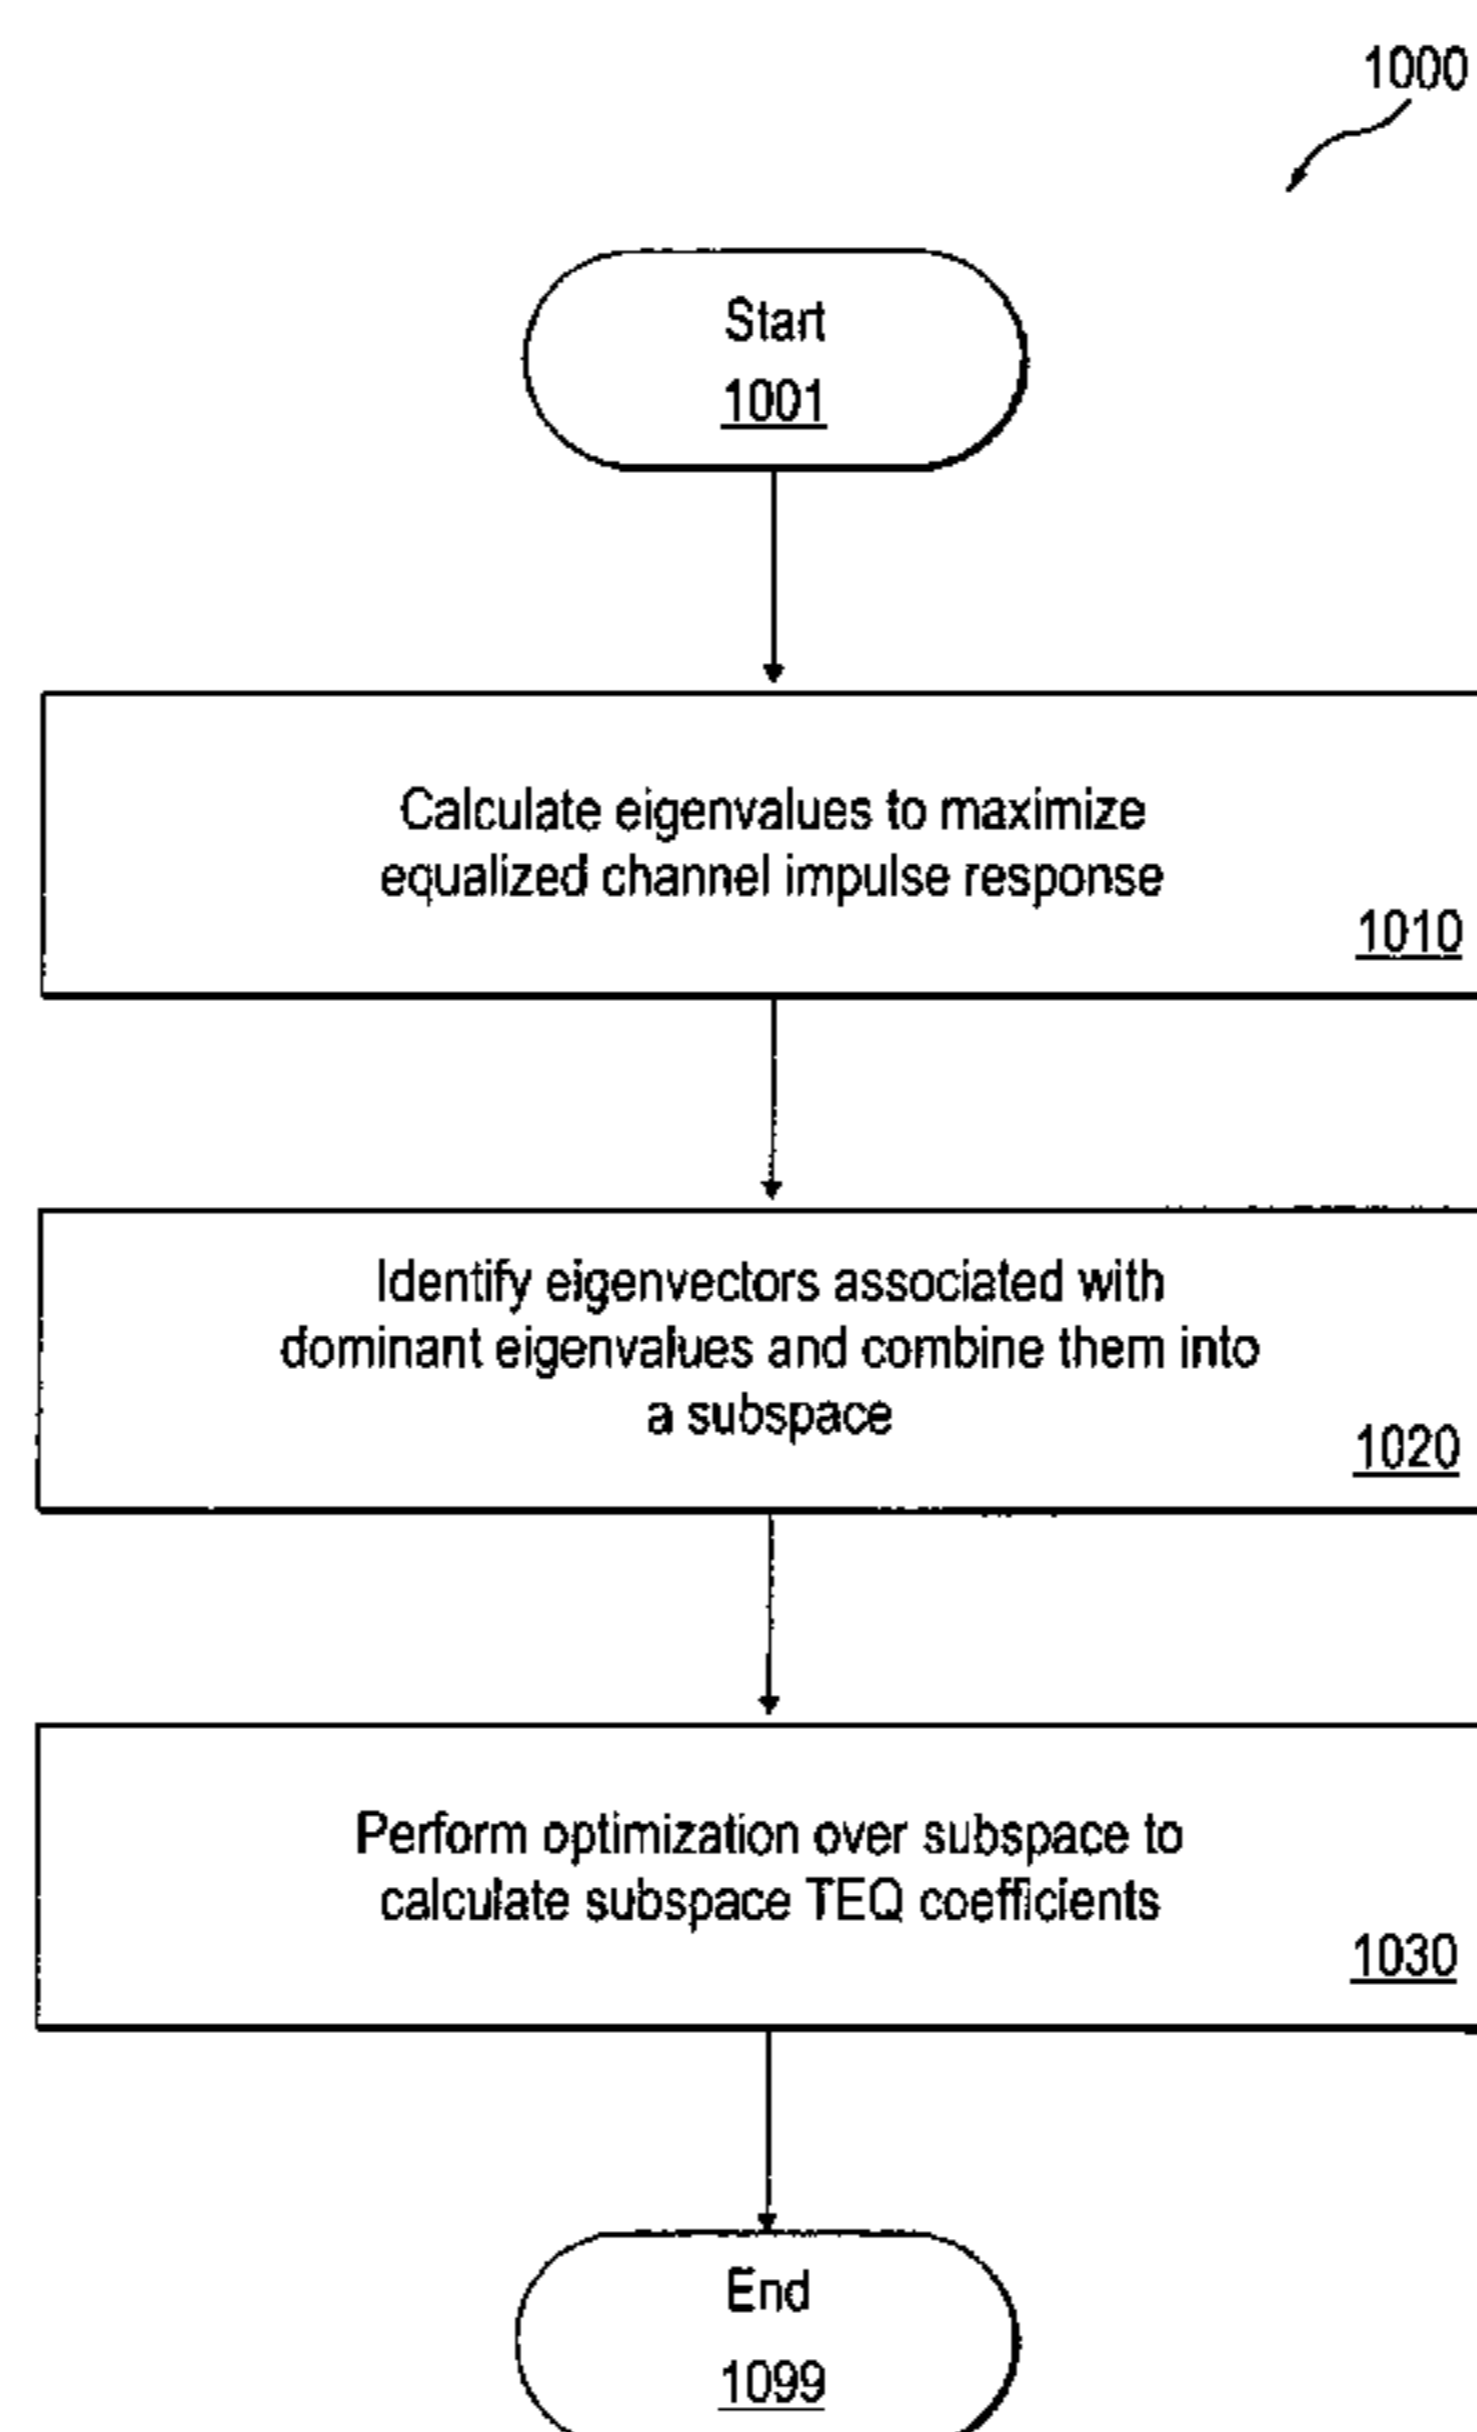 1000
Start
1001
Calculate eigenvalues to maximize
equalized channel impulse response
1010
Identify eigenvectors associated with
dominant eigenvalues and combine them into
a subspace
1020
Perform optimization over subspace to
calculate subspace TEQ coefficients
1030
End
1099